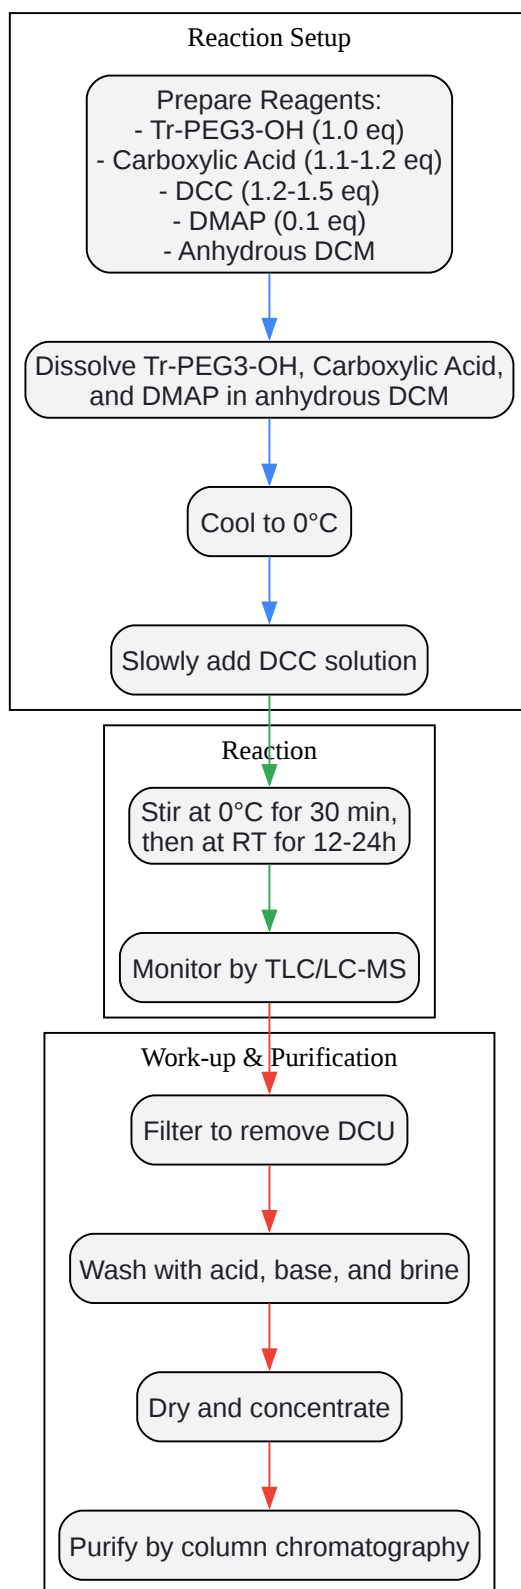 Reaction Setup
Prepare Reagents:
- Tr-PEG3-OH (1.0 eq)
- Carboxylic Acid (1.1-1.2 eq)
- DCC (1.2-1.5 eq)
- DMAP (0.1 eq)
- Anhydrous DCM
Dissolve Tr-PEG3-OH, Carboxylic Acid,
and DMAP in anhydrous DCM
Cool to 0°C
Slowly add DCC solution
Reaction
Stir at 0°C for 30 min,
then at RT for 12-24h
Monitor by TLC/LC-MS
Work-up & Purification
Filter to remove DCU
Wash with acid, base, and brine
Dry and concentrate
Purify by column chromatography